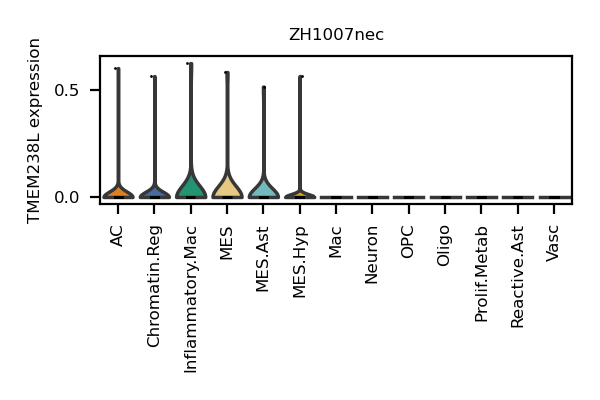 ZH1007nec
TMEM238L expression
0.5
0.0
AC
Chromatin.Reg
Inflammatory.Mac
MES
MES.Ast
MES.Hyp
Mac
Neuron
OPC
Oligo
Prolif.Metab
Reactive.Ast
Vasc